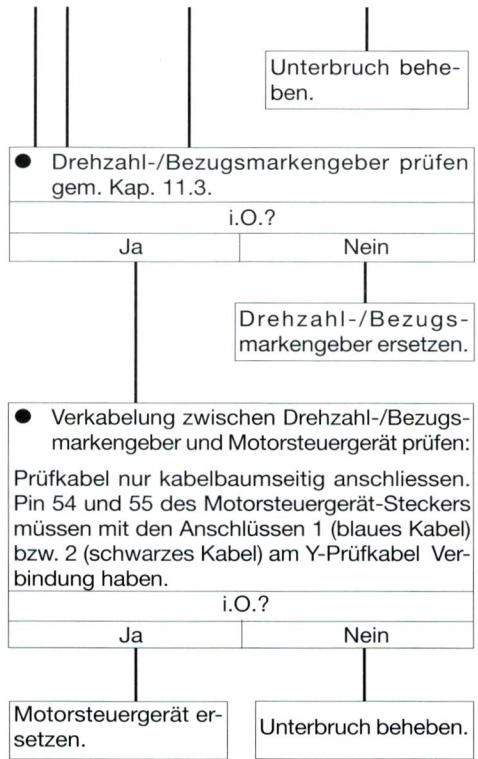 Unterbruch behe-
ben.
● Drehzahl-/Bezugsmarkengeber prüfen
gem. Kap. 11.3.
i.O.?
Ja
Nein
Drehzahl-/Bezugs-
markengeber ersetzen.
● Verkabelung zwischen Drehzahl-/Bezugs-
markengeber und Motorsteuergerät prüfen:
Prüfkabel nur kabelbaumseitig anschliessen.
Pin 54 und 55 des Motorsteuergerät-Steckers
müssen mit den Anschlüssen 1 (blaues Kabel)
bzw. 2 (schwarzes Kabel) am Y-Prüfkabel Ver-
bindung haben.
i.O.?
Ja
Nein
Motorsteuergerät er-
setzen.
Unterbruch beheben.